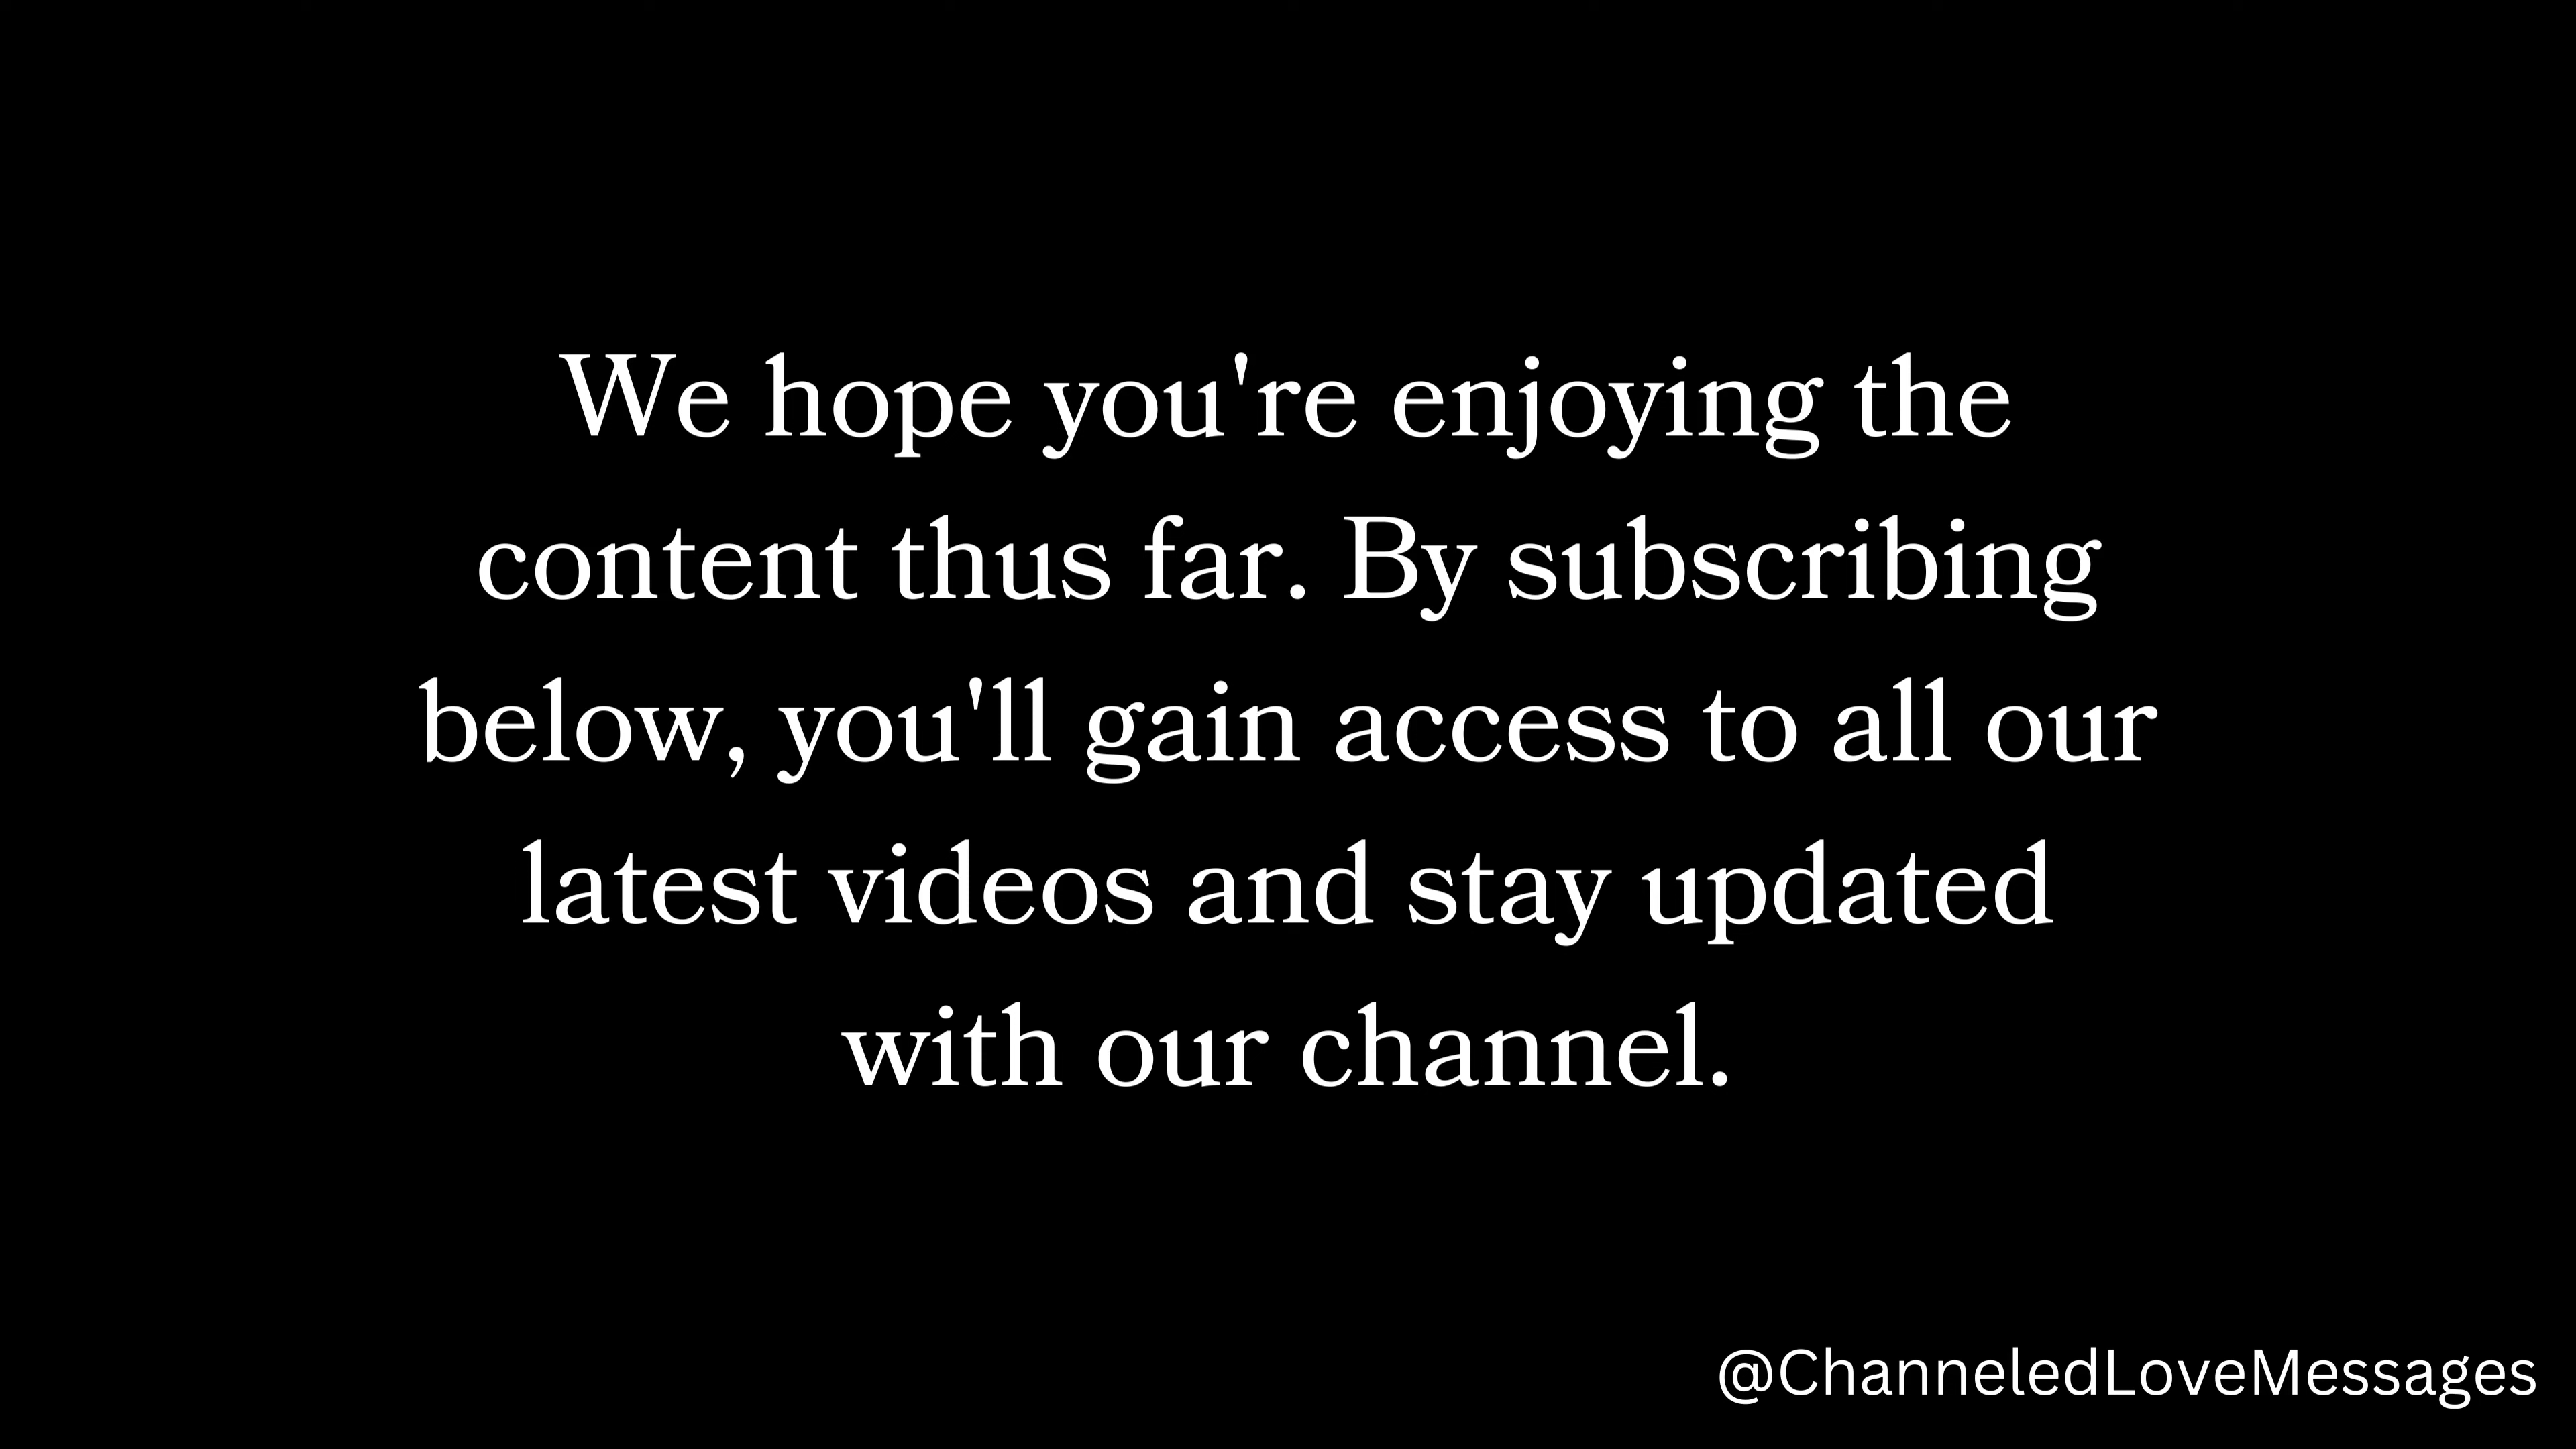 We hope you're enjoying the
content thus far. By subscribing
below, you'll gain access to all our
latest videos and stay updated
with our channel.
@ChanneledLoveMessages